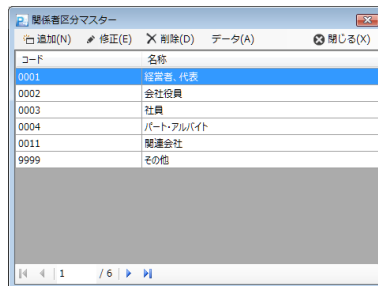 関係者区分マスター
追加(N) 修正(E) 削除(D) データ(A) 閉じる(X)
コード 名称
0001 経営者、代表
0002 会社役員
0003 社員
0004 パート・アルバイト
0011 関連会社
9999 その他
1 / 6